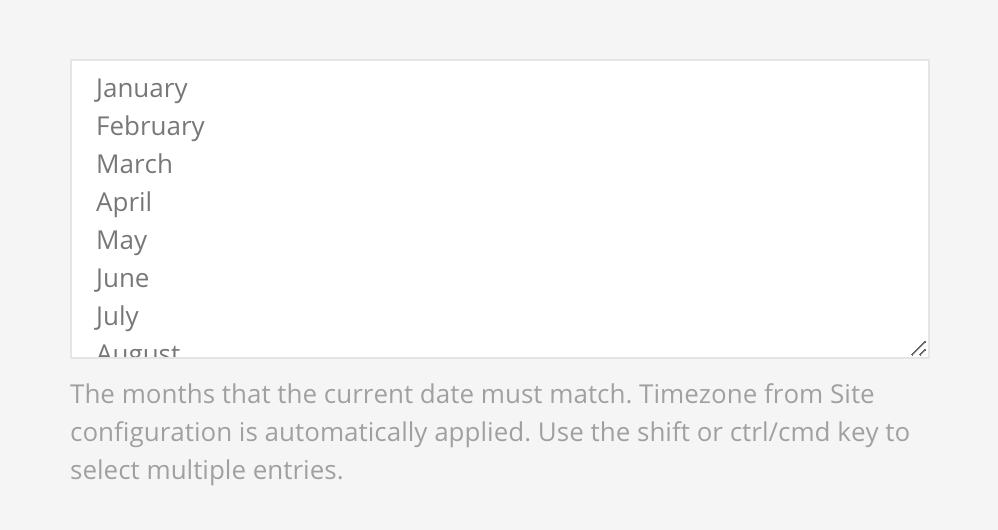 January
February
March
April
May
June
July
August
The months that the current date must match. Timezone from Site
configuration is automatically applied. Use the shift or ctrl/cmd key to
select multiple entries.